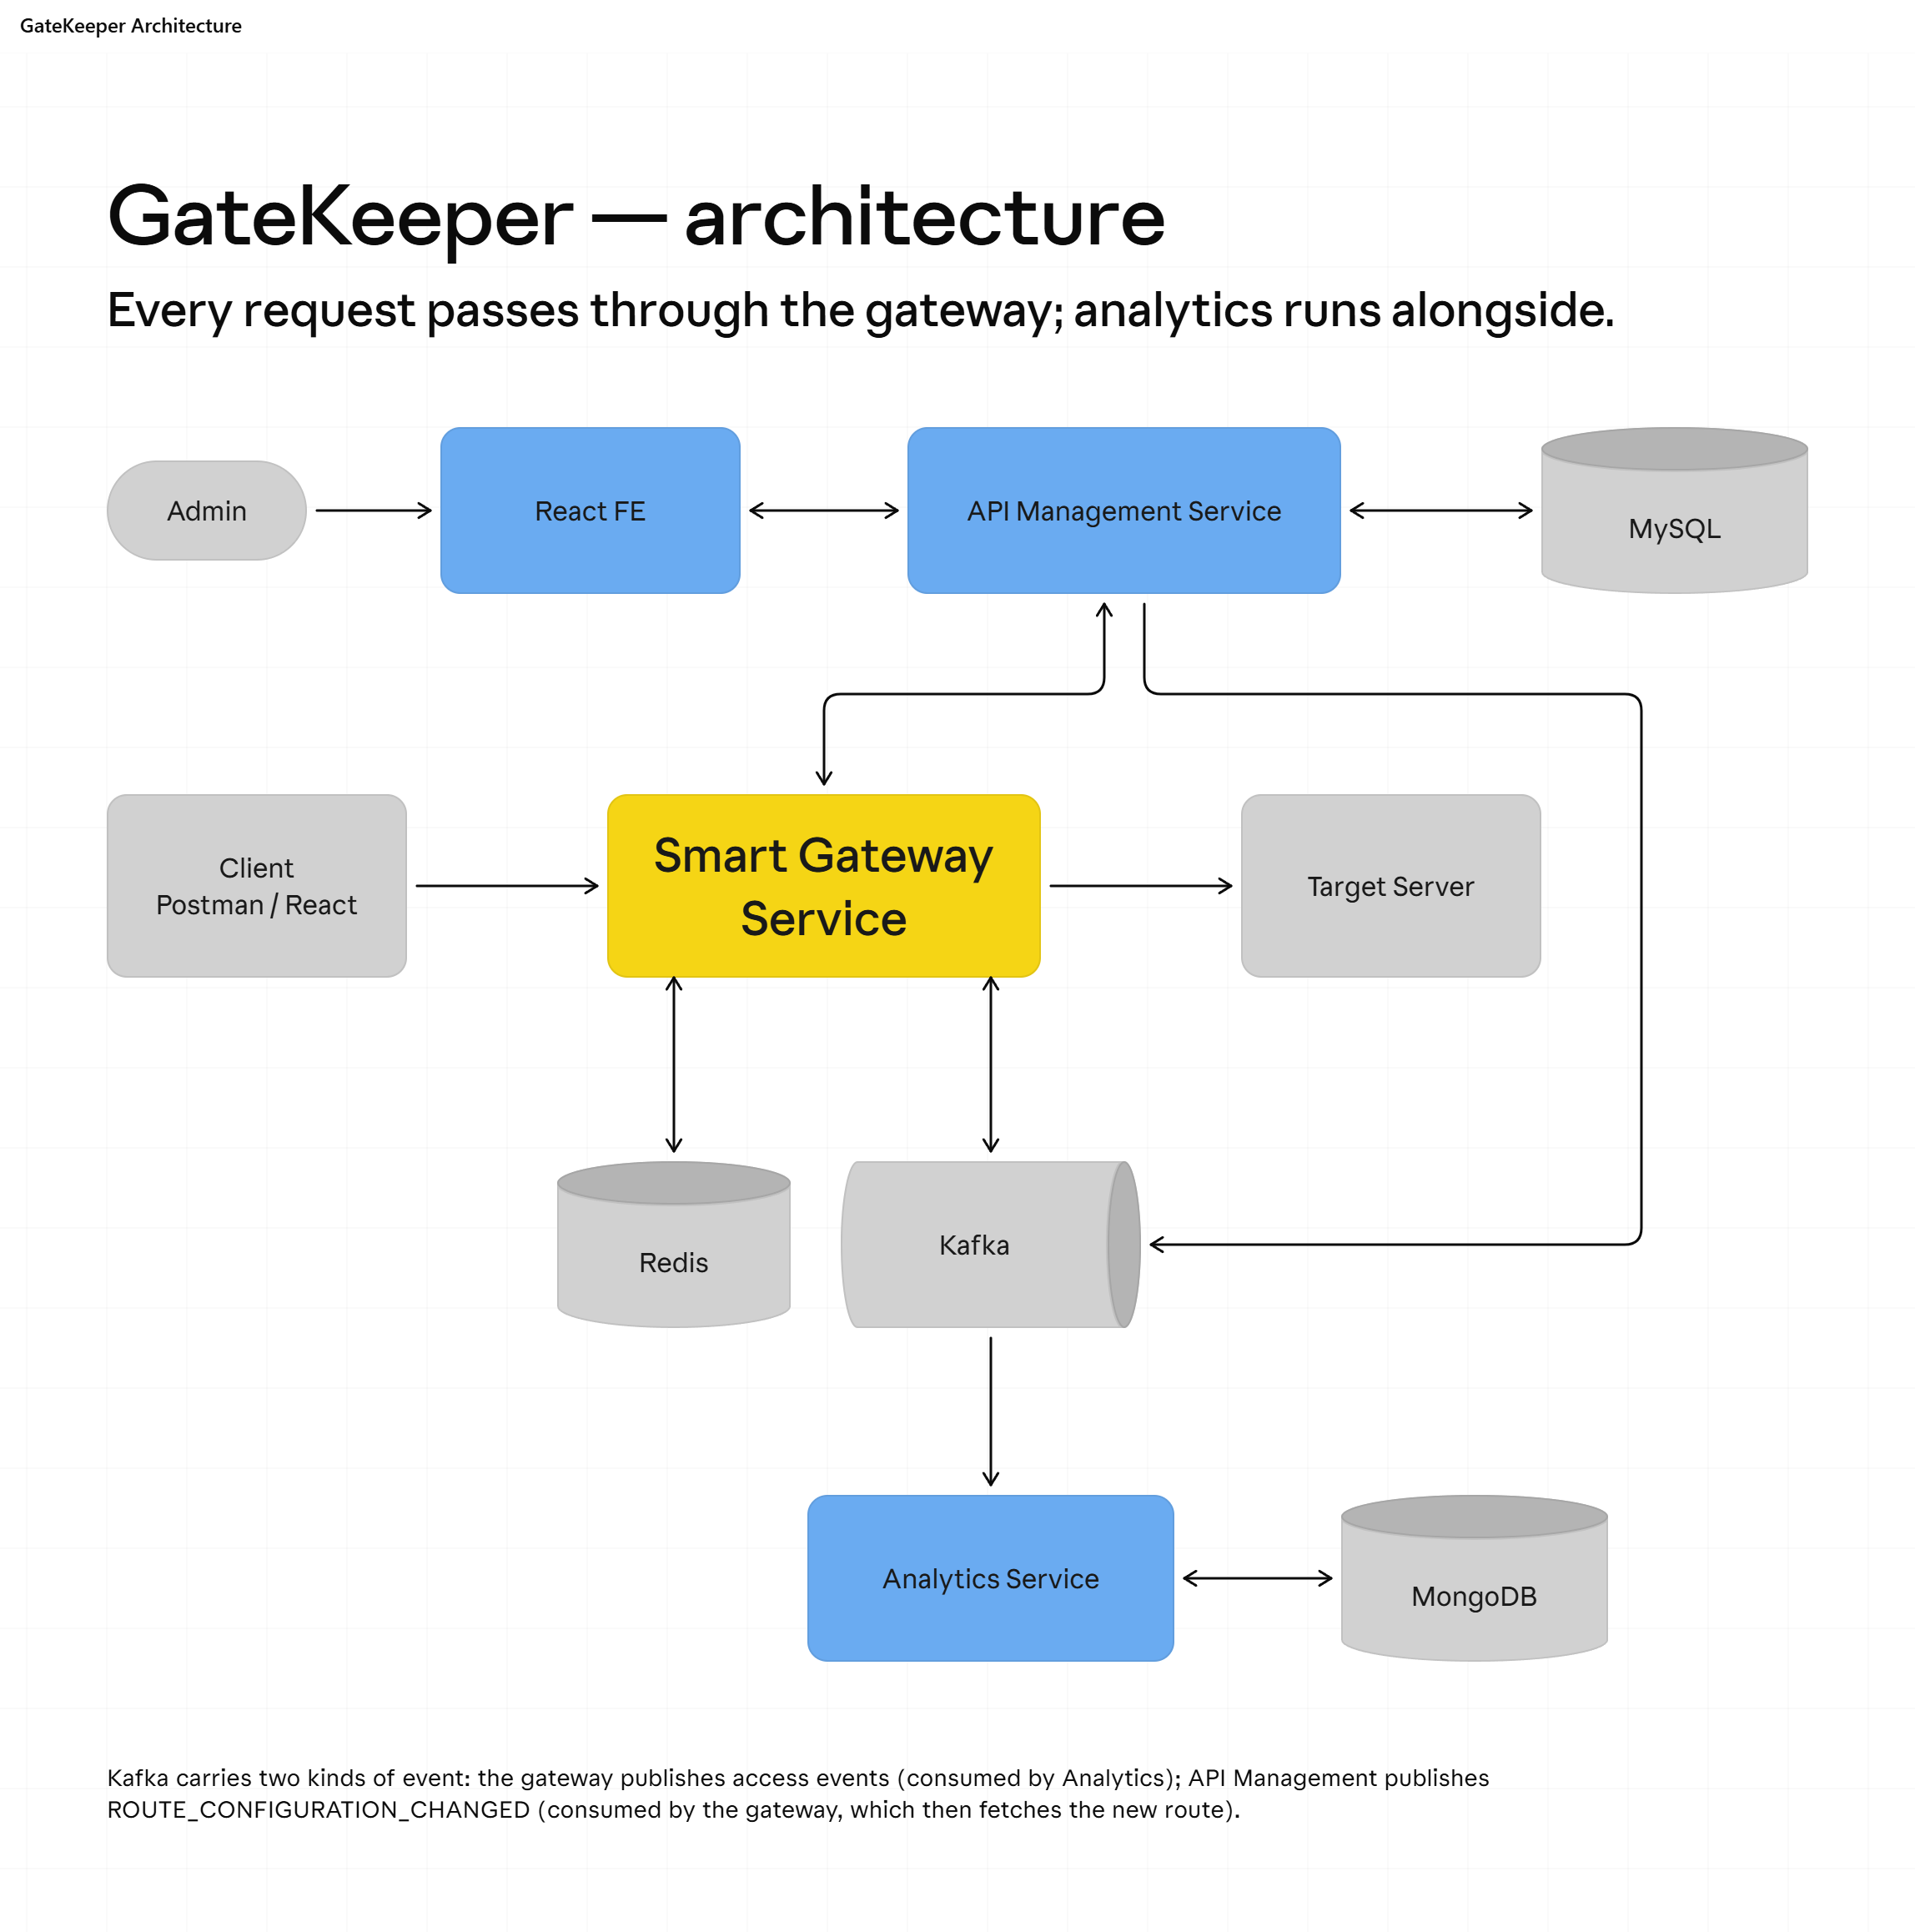 GateKeeper Architecture
GateKeeper — architecture
Every request passes through the gateway; analytics runs alongside.
Admin
React FE
API Management Service
MySQL
Client
Postman / React
Smart Gateway
Service
Target Server
Redis
Kafka
Analytics Service
MongoDB
Kafka carries two kinds of event: the gateway publishes access events (consumed by Analytics); API Management publishes
ROUTE_CONFIGURATION_CHANGED (consumed by the gateway, which then fetches the new route).